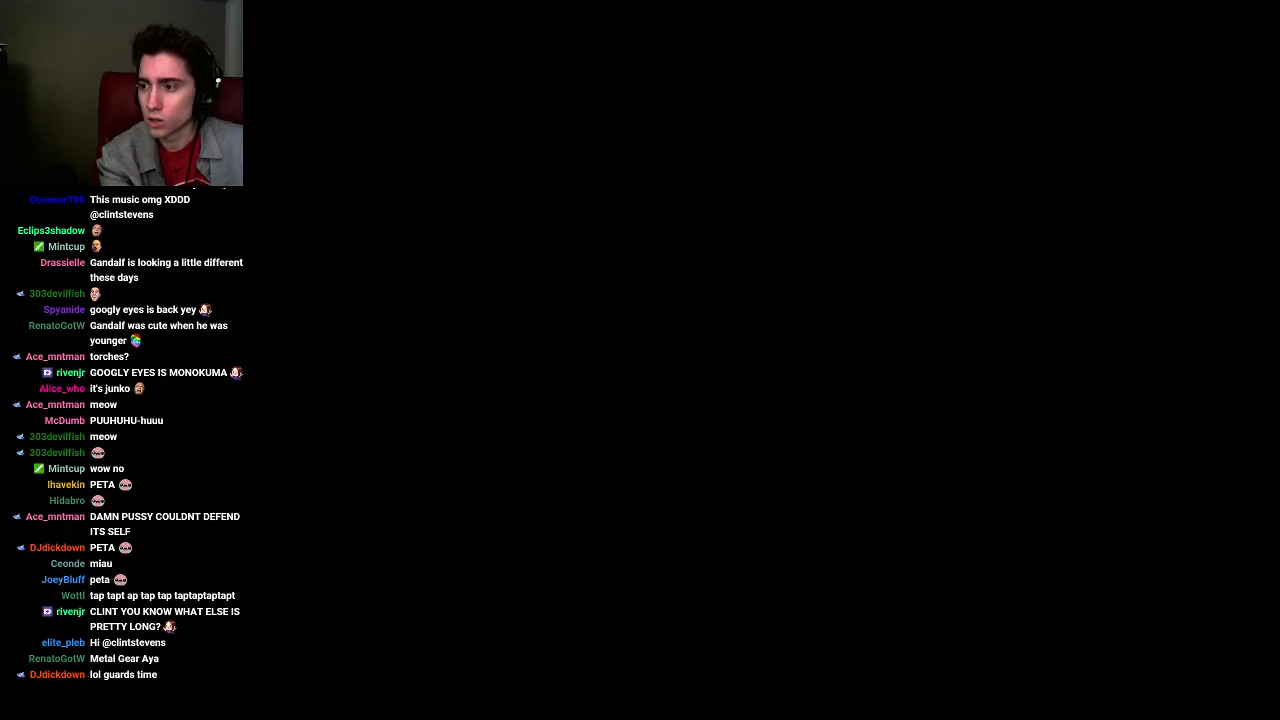 This music omg XDDD
@clintstevens
Eclips3shadow
Mintcup
Drassielle Gandalf is looking a little different
these days
303devilfish
Spyanide googly eyes is back yey
RenatoGotW Gandalf was cute when he was
younger
Ace_mntman torches?
rivenjr GOOGLY EYES IS MONOKUMA
Alice_who it's junko
Ace_mntman meow
McDumb PUUHUHU-huuu
303devilfish meow
303devilfish
Mintcup wow no
Ihavekin PETA
Hidabro
Ace_mntman DAMN PUSSY COULDNT DEFEND
ITS SELF
DJdickdown PETA
Ceonde miau
JoeyBluff peta
Wottl tap tapt ap tap tap taptaptaptapt
rivenjr CLINT YOU KNOW WHAT ELSE IS
PRETTY LONG?
elite_pleb Hi @clintstevens
RenatoGotW Metal Gear Aya
DJdickdown lol guards time